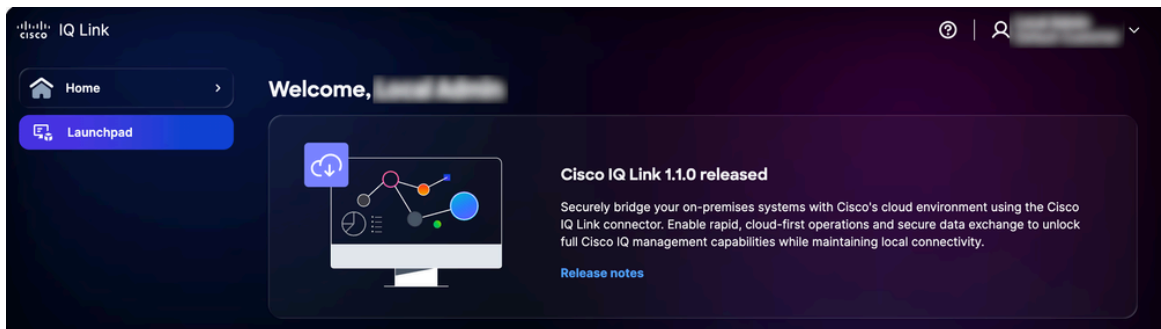 cisco IQ Link
Home
Welcome,
Launchpad
Cisco IQ Link 1.1.0 released
Securely bridge your on-premises systems with Cisco's cloud environment using the Cisco
IQ Link connector. Enable rapid, cloud-first operations and secure data exchange to unlock
full Cisco IQ management capabilities while maintaining local connectivity.
Release notes